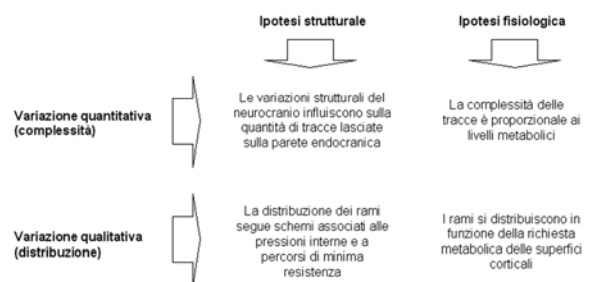 Ipotesi strutturale
Ipotesi fisiologica
Variazione quantitativa
(complessità)
Le variazioni strutturali del
neurocranio influiscono sulla
quantità di tracce lasciate
sulla parete endocranica
La complessità delle
tracce è proporzionale ai
livelli metabolici
Variazione qualitativa
(distribuzione)
La distribuzione dei rami
segue schemi associati alle
pressioni interne e a
percorsi di minima
resistenza
I rami si distribuiscono in
funzione della richiesta
metabolica delle superfici
corticali